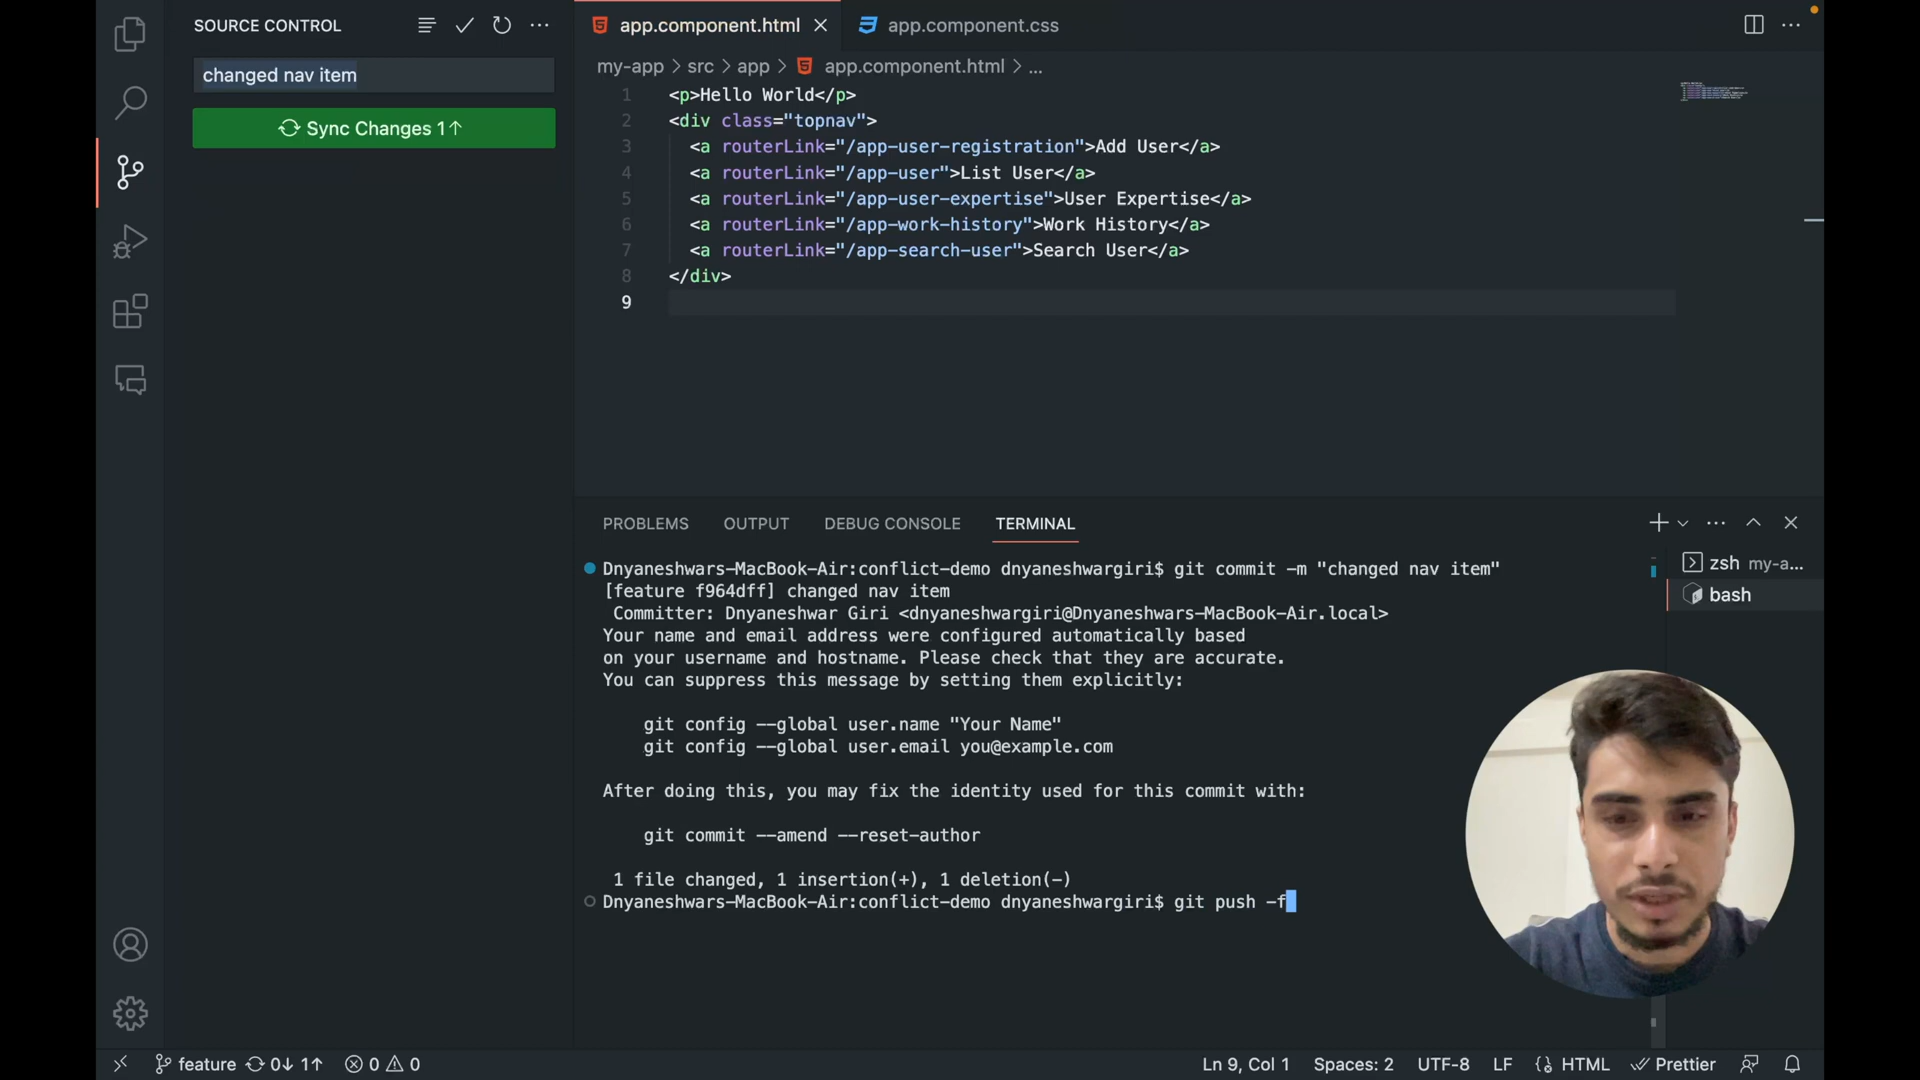 SOURCE CONTROL
changed nav item
Sync Changes 1↑
app.component.html
app.component.css
my-app > src > app > app.component.html > ...
1 <p>Hello World</p>
2 <div class="topnav">
3 <a routerLink="/app-user-registration">Add User</a>
4 <a routerLink="/app-user">List User</a>
5 <a routerLink="/app-user-expertise">User Expertise</a>
6 <a routerLink="/app-work-history">Work History</a>
7 <a routerLink="/app-search-user">Search User</a>
8 </div>
9
PROBLEMS OUTPUT DEBUG CONSOLE TERMINAL
Dnyaneshwars-MacBook-Air:conflict-demo dnyaneshwargiri$ git commit -m "changed nav item"
[feature f964dff] changed nav item
Committer: Dnyaneshwar Giri <dnyaneshwargiri@Dnyaneshwars-MacBook-Air.local>
Your name and email address were configured automatically based
on your username and hostname. Please check that they are accurate.
You can suppress this message by setting them explicitly:
git config --global user.name "Your Name"
git config --global user.email you@example.com
After doing this, you may fix the identity used for this commit with:
git commit --amend --reset-author
1 file changed, 1 insertion(+), 1 deletion(-)
Dnyaneshwars-MacBook-Air:conflict-demo dnyaneshwargiri$ git push -f
zsh my-a...
bash
feature 0↓ 1↑ 0 0
Ln 9, Col 1 Spaces: 2 UTF-8 LF HTML Prettier